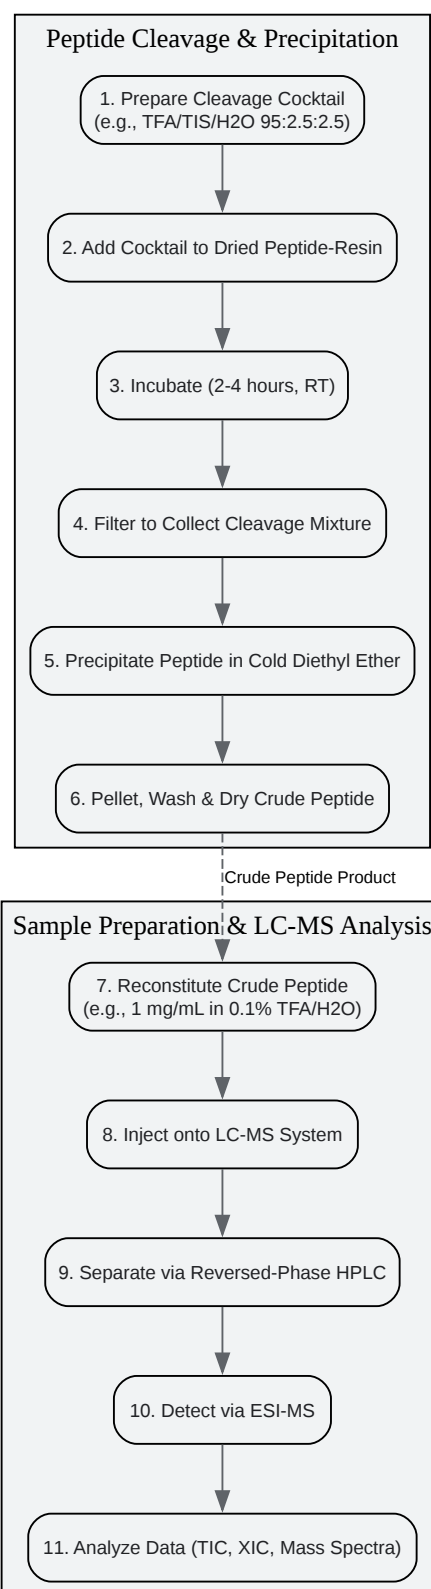 Peptide Cleavage & Precipitation
1. Prepare Cleavage Cocktail
(e.g., TFA/TIS/H2O 95:2.5:2.5)
2. Add Cocktail to Dried Peptide-Resin
3. Incubate (2-4 hours, RT)
4. Filter to Collect Cleavage Mixture
5. Precipitate Peptide in Cold Diethyl Ether
6. Pellet, Wash & Dry Crude Peptide
Crude Peptide Product
Sample Preparation & LC-MS Analysis
7. Reconstitute Crude Peptide
(e.g., 1 mg/mL in 0.1% TFA/H2O)
8. Inject onto LC-MS System
9. Separate via Reversed-Phase HPLC
10. Detect via ESI-MS
11. Analyze Data (TIC, XIC, Mass Spectra)